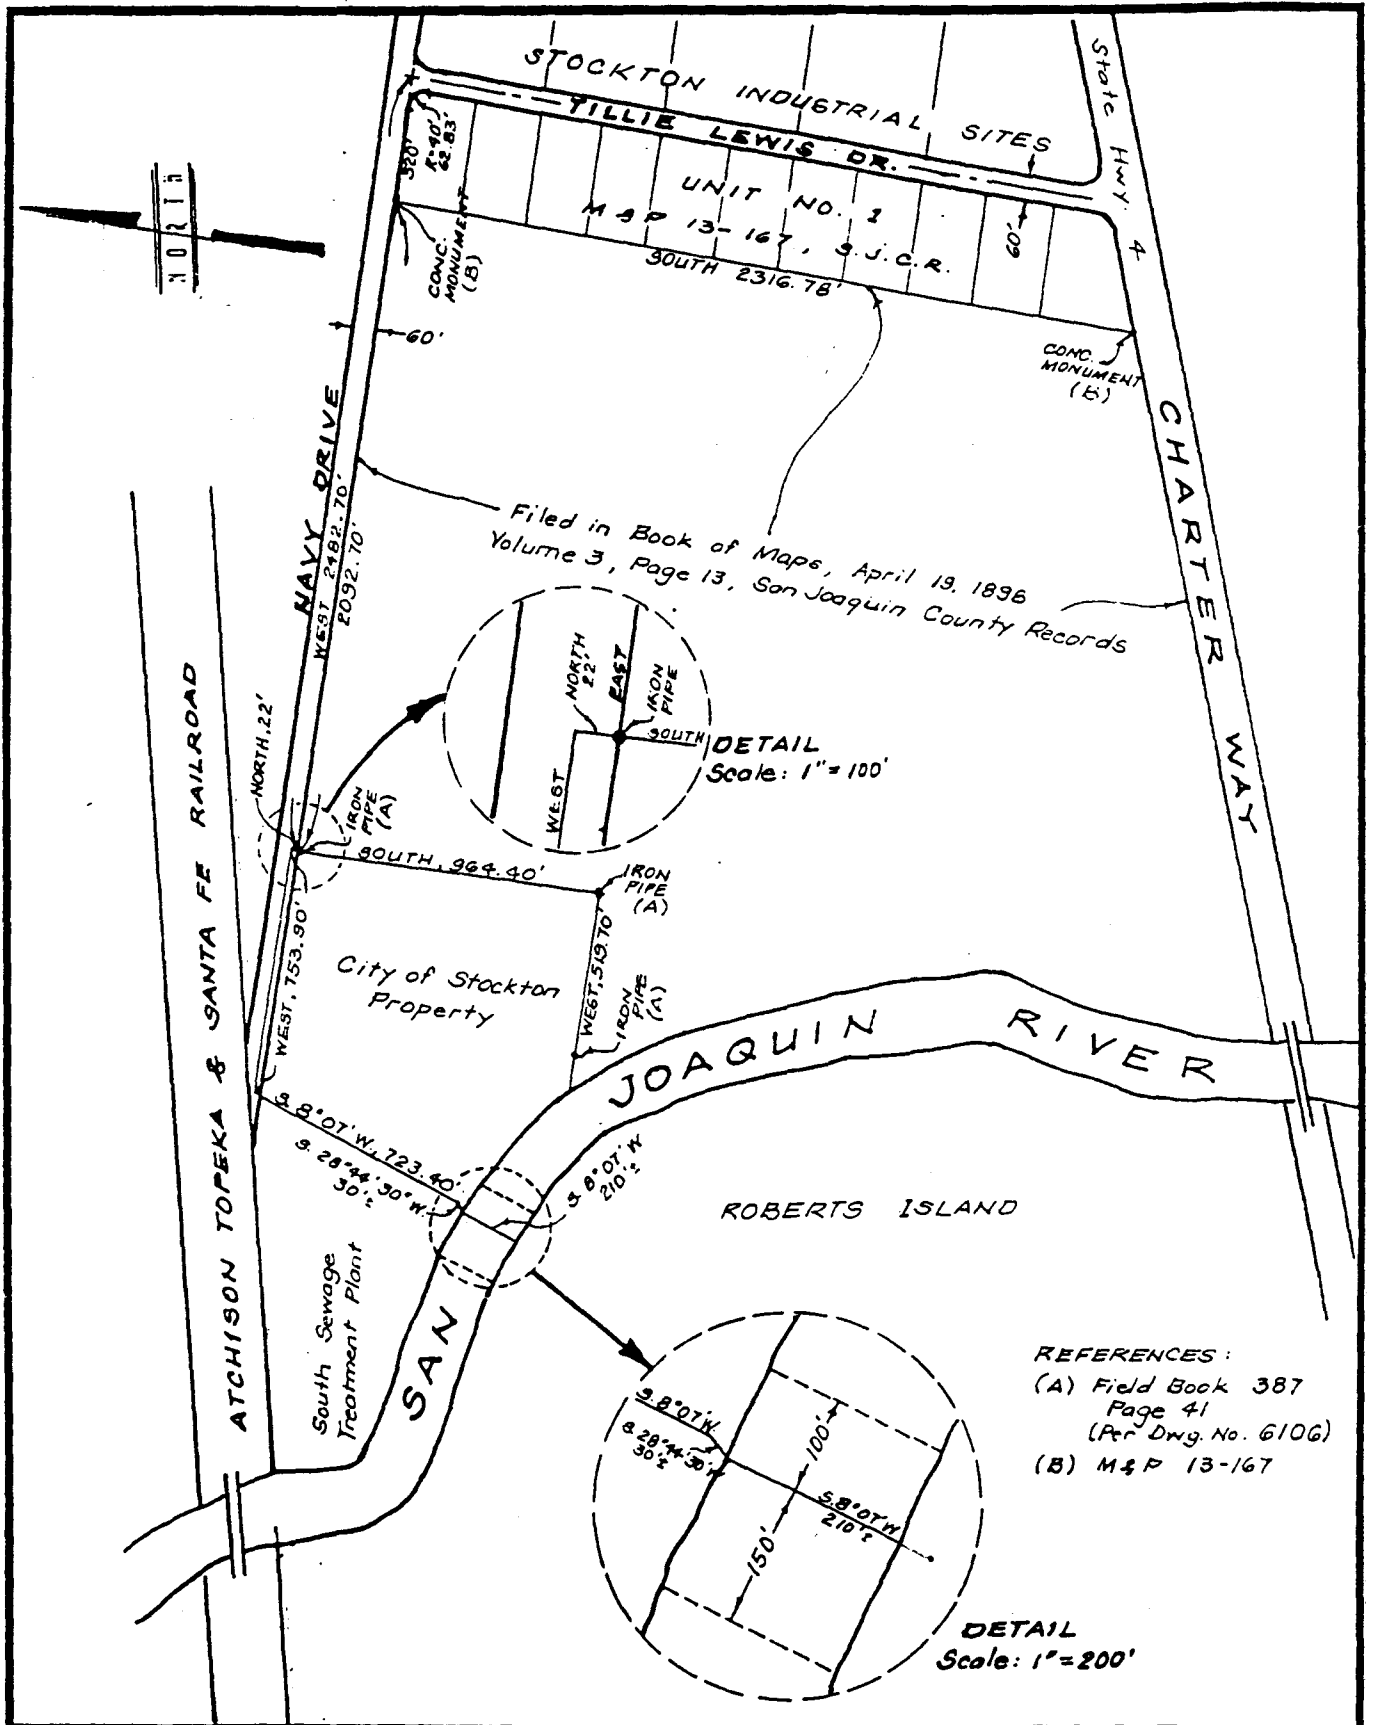 STOCKTON INDUSTRIAL SITES
State HWY. 4
TILLIE LEWIS DR.
R=40'
62.83'
320'
UNIT NO. 1
M & P 13-167, S.J.C.R.
60'
NORTH
CONC.
MONUMENT
(B)
SOUTH 2316.78'
60'
CONC.
MONUMENT
(B)
CHARTER WAY
NAVY DRIVE
WEST 2482.70'
2092.70'
Filed in Book of Maps, April 19, 1896
Volume 3, Page 13, San Joaquin County Records
NORTH
22'
EAST
IRON
PIPE
SOUTH
WEST
DETAIL
Scale: 1"=100'
ATCHISON TOPEKA & SANTA FE RAILROAD
NORTH, 22'
IRON
PIPE
(A)
SOUTH, 964.40'
IRON
PIPE
(A)
WEST, 753.90'
City of Stockton
Property
WEST, 519.70'
IRON
PIPE
(A)
SAN JOAQUIN RIVER
S. 8°07' W, 723.40'
S. 28°44'30" W.
30'±
S. 8°07' W
210'±
ROBERTS ISLAND
South Sewage
Treatment Plant
REFERENCES:
(A) Field Book 387
Page 41
(Per Dwg. No. 6106)
(B) M & P 13-167
S. 8°07' W.
S. 28°44'30" W
30'±
100'
S. 8°07' W
210'±
150'
DETAIL
Scale: 1"=200'